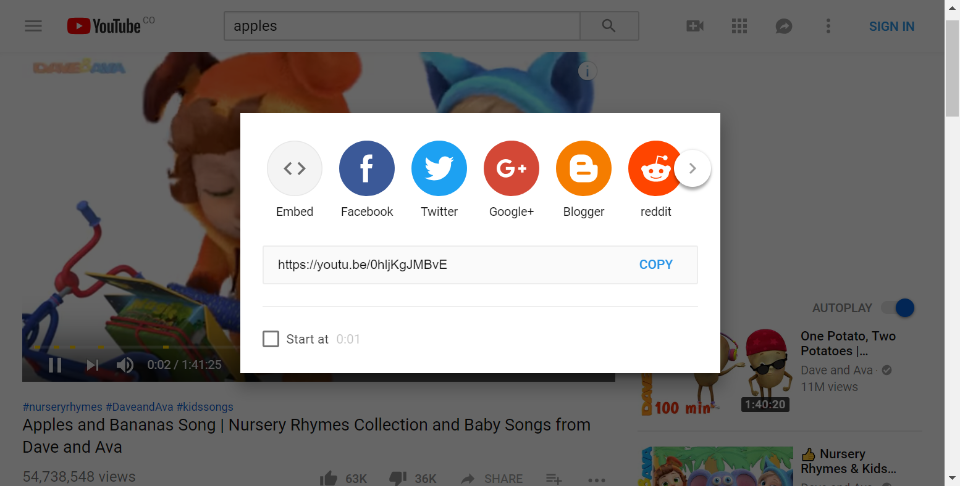 YouTube CO
apples
SIGN IN
DAVE & AVA
i
Embed
Facebook
Twitter
Google+
Blogger
reddit
https://youtu.be/0hljKgJMBvE
COPY
Start at 0:01
0:02 / 1:41:25
AUTOPLAY
One Potato, Two
Potatoes |...
Dave and Ava
11M views
100 min
1:40:20
#nurseryrhymes #DaveandAva #kidssongs
Apples and Bananas Song | Nursery Rhymes Collection and Baby Songs from
Dave and Ava
54,738,548 views
63K
36K
SHARE
👍 Nursery
Rhymes & Kids...
Dave and Ava